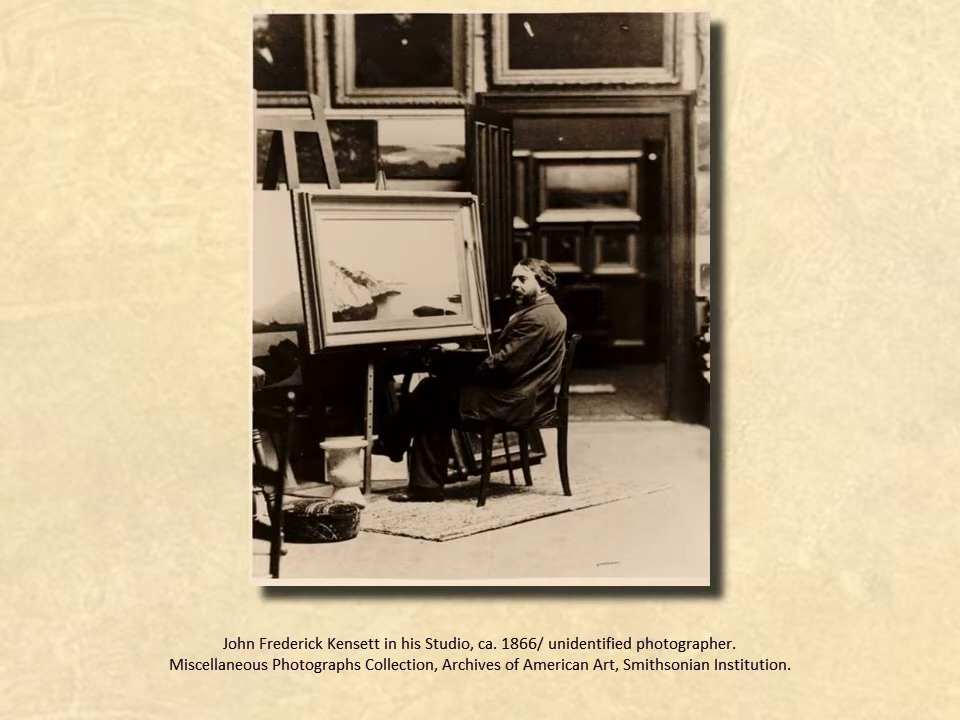 John Frederick Kensett in his Studio, ca. 1866/ unidentified photographer.
Miscellaneous Photographs Collection, Archives of American Art, Smithsonian Institution.